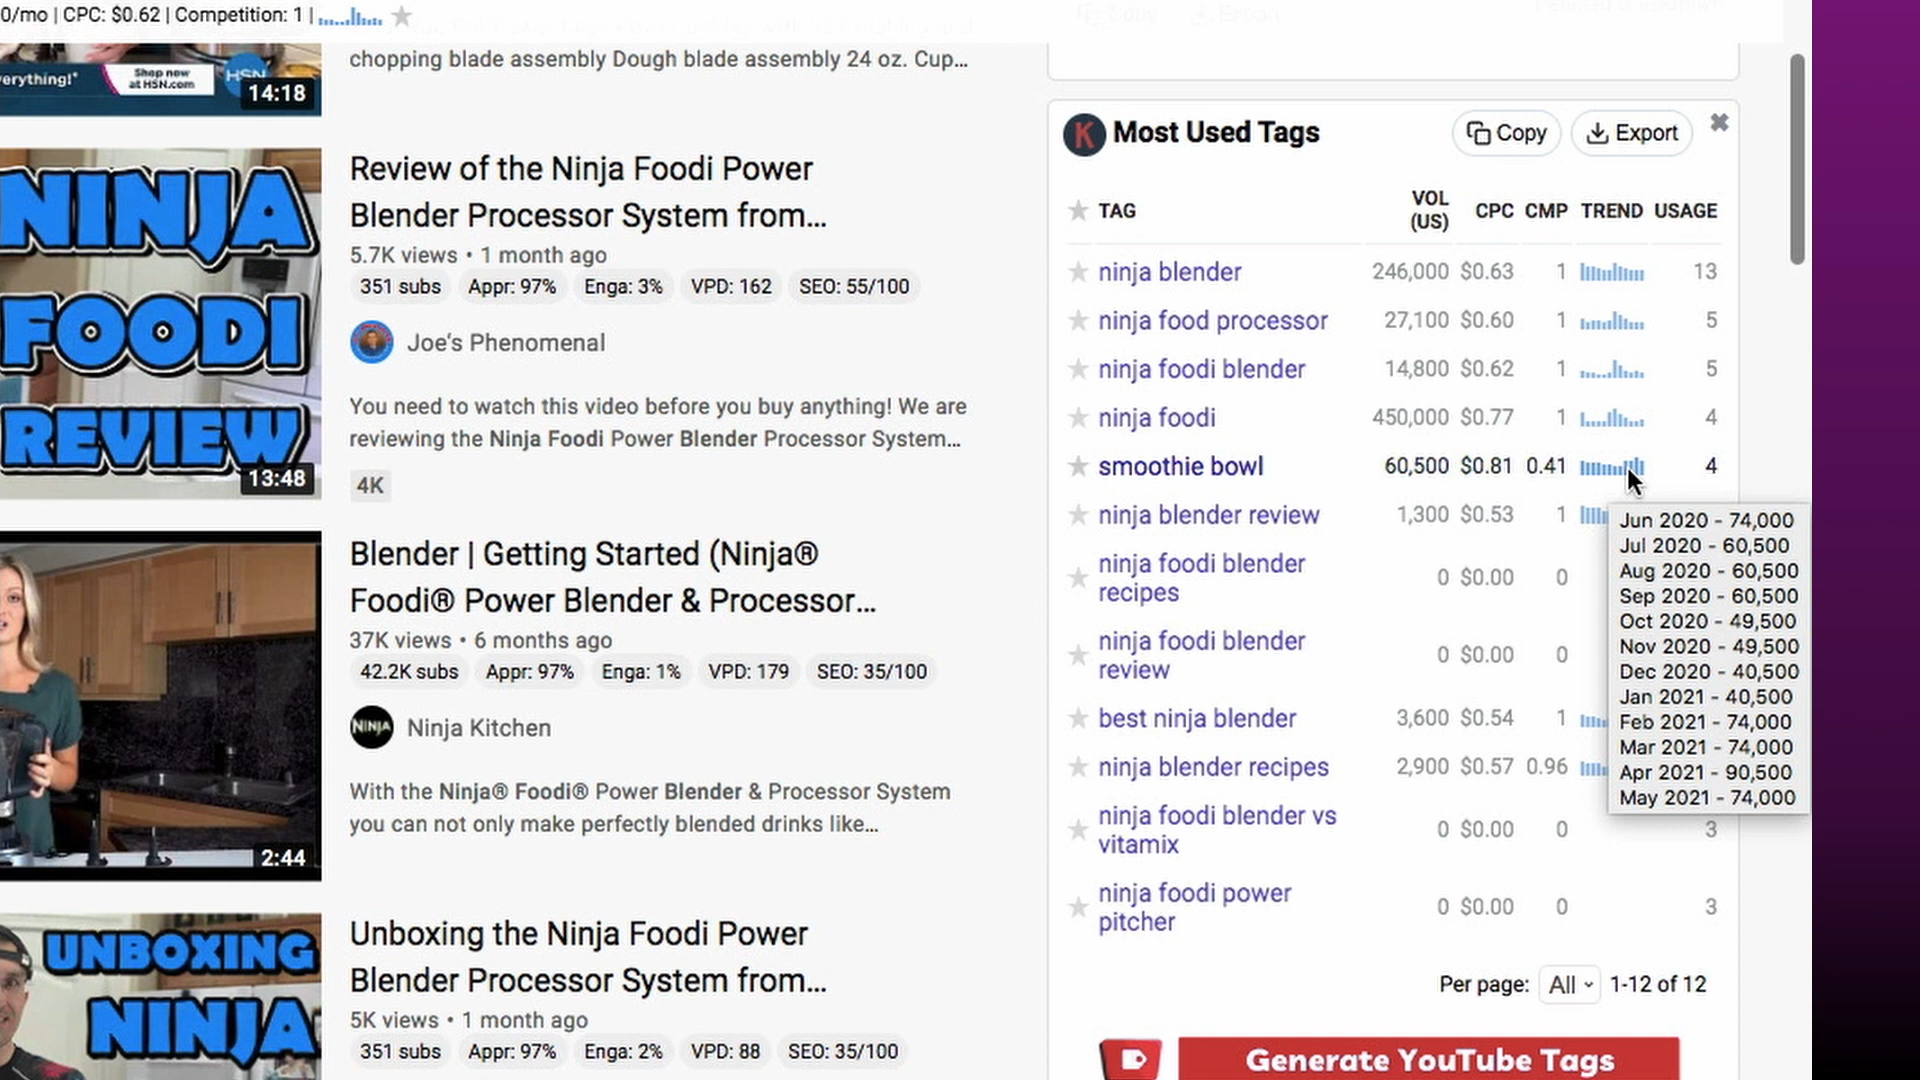 0/mo | CPC: $0.62 | Competition: 1 |
chopping blade assembly Dough blade assembly 24 oz. Cup...
erything!*
Shop now
at HSN.com
HSN
14:18
NINJA
FOODI
REVIEW
13:48
Review of the Ninja Foodi Power
Blender Processor System from...
5.7K views • 1 month ago
351 subs Appr: 97% Enga: 3% VPD: 162 SEO: 55/100
Joe's Phenomenal
You need to watch this video before you buy anything! We are
reviewing the Ninja Foodi Power Blender Processor System...
4K
2:44
Blender | Getting Started (Ninja®
Foodi® Power Blender & Processor...
37K views • 6 months ago
42.2K subs Appr: 97% Enga: 1% VPD: 179 SEO: 35/100
NINJA
Ninja Kitchen
With the Ninja® Foodi® Power Blender & Processor System
you can not only make perfectly blended drinks like...
UNBOXING
NINJA
Unboxing the Ninja Foodi Power
Blender Processor System from...
5K views • 1 month ago
351 subs Appr: 97% Enga: 2% VPD: 88 SEO: 35/100
K Most Used Tags Copy Export ✖
TAG VOL (US) CPC CMP TREND USAGE
ninja blender 246,000 $0.63 1 13
ninja food processor 27,100 $0.60 1 5
ninja foodi blender 14,800 $0.62 1 5
ninja foodi 450,000 $0.77 1 4
smoothie bowl 60,500 $0.81 0.41 4
ninja blender review 1,300 $0.53 1
ninja foodi blender
recipes 0 $0.00 0
ninja foodi blender
review 0 $0.00 0
best ninja blender 3,600 $0.54 1
ninja blender recipes 2,900 $0.57 0.96
ninja foodi blender vs
vitamix 0 $0.00 0 3
ninja foodi power
pitcher 0 $0.00 0 3
Jun 2020 - 74,000
Jul 2020 - 60,500
Aug 2020 - 60,500
Sep 2020 - 60,500
Oct 2020 - 49,500
Nov 2020 - 49,500
Dec 2020 - 40,500
Jan 2021 - 40,500
Feb 2021 - 74,000
Mar 2021 - 74,000
Apr 2021 - 90,500
May 2021 - 74,000
Per page: All 1-12 of 12
Generate YouTube Tags